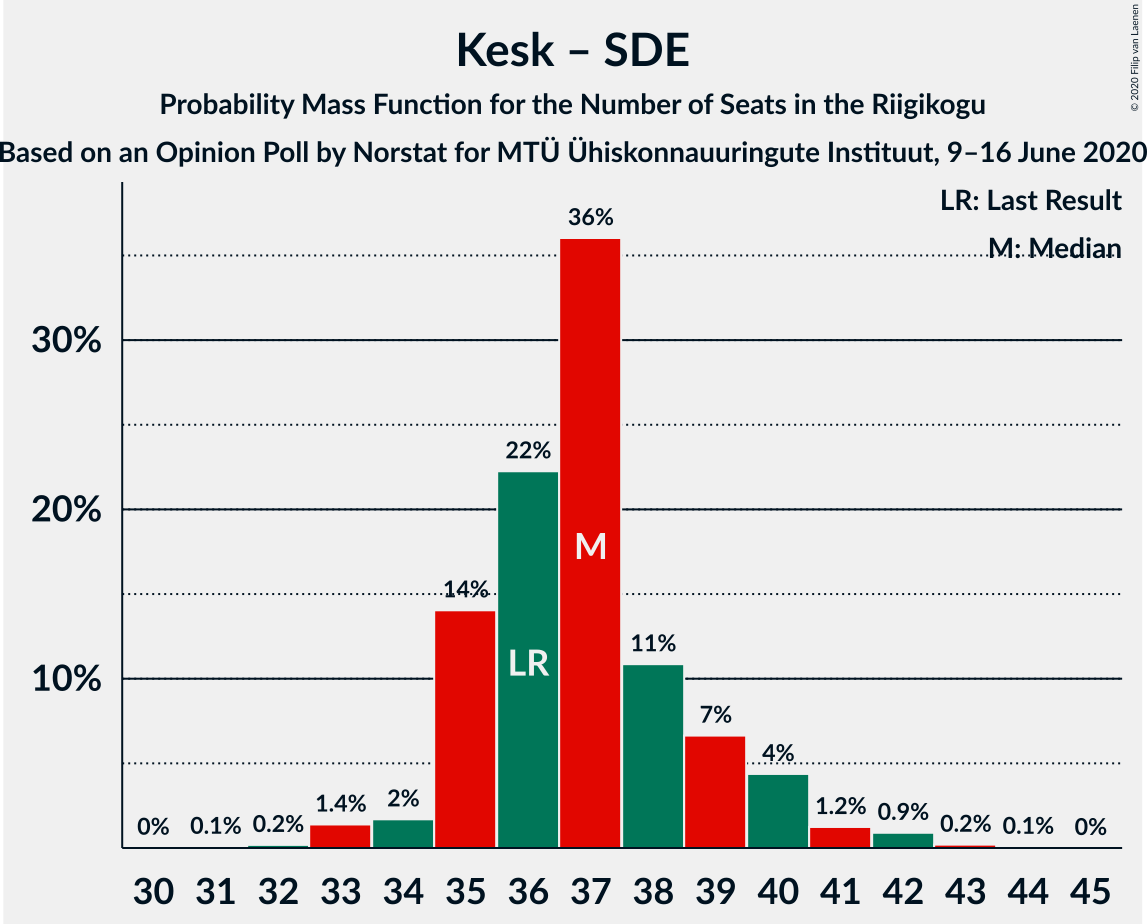 Kesk – SDE
Probability Mass Function for the Number of Seats in the Riigikogu
Based on an Opinion Poll by Norstat for MTÜ Ühiskonnauuringute Instituut, 9–16 June 2020
© 2020 Filip van Laenen
LR: Last Result
M: Median
36%
30%
22%
20%
M
14%
11%
LR
10%
7%
4%
0% 0.1% 0.2% 1.4% 2% 1.2% 0.9% 0.2% 0.1% 0%
30 31 32 33 34 35 36 37 38 39 40 41 42 43 44 45